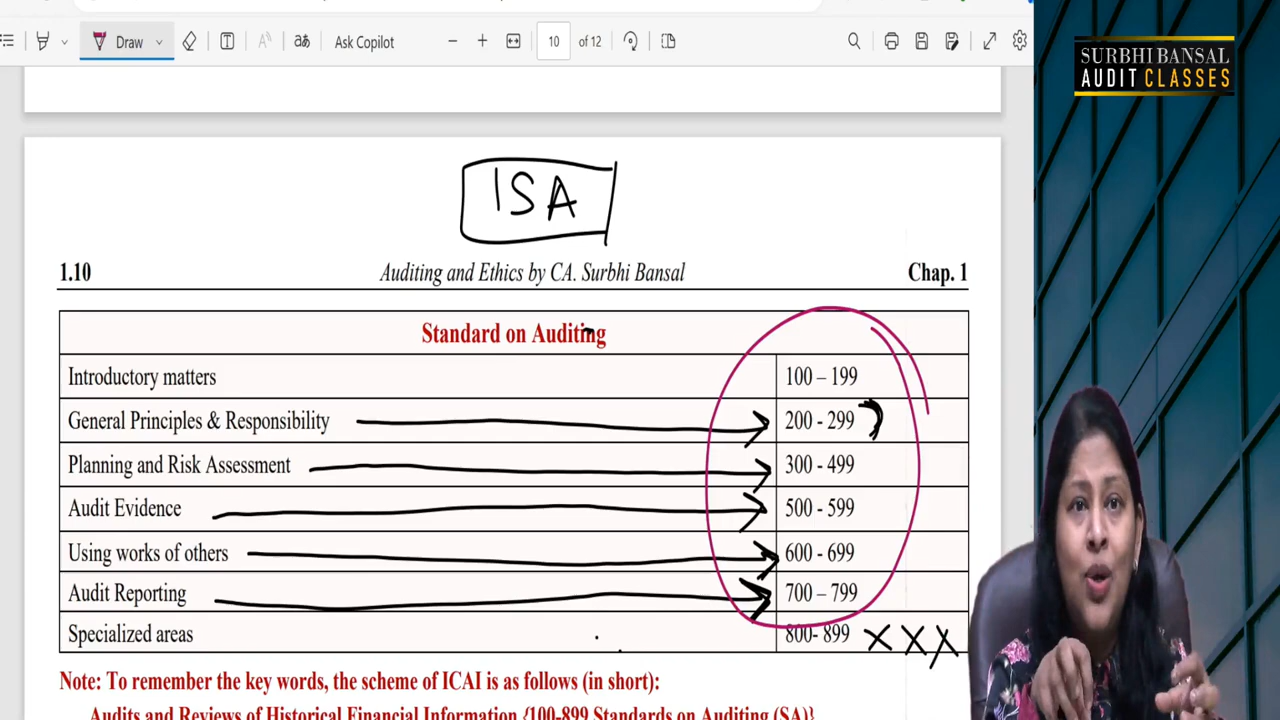 Draw
Ask Copilot
10 of 12
SURBHI BANSAL
AUDIT CLASSES
ISA
1.10 Auditing and Ethics by CA. Surbhi Bansal Chap. 1
Standard on Auditing
Introductory matters 100 – 199
General Principles & Responsibility 200 - 299
Planning and Risk Assessment 300 - 499
Audit Evidence 500 - 599
Using works of others 600 - 699
Audit Reporting 700 – 799
Specialized areas 800- 899 XXX
Note: To remember the key words, the scheme of ICAI is as follows (in short):
Audits and Reviews of Historical Financial Information {100-899 Standards on Auditing (SA)}